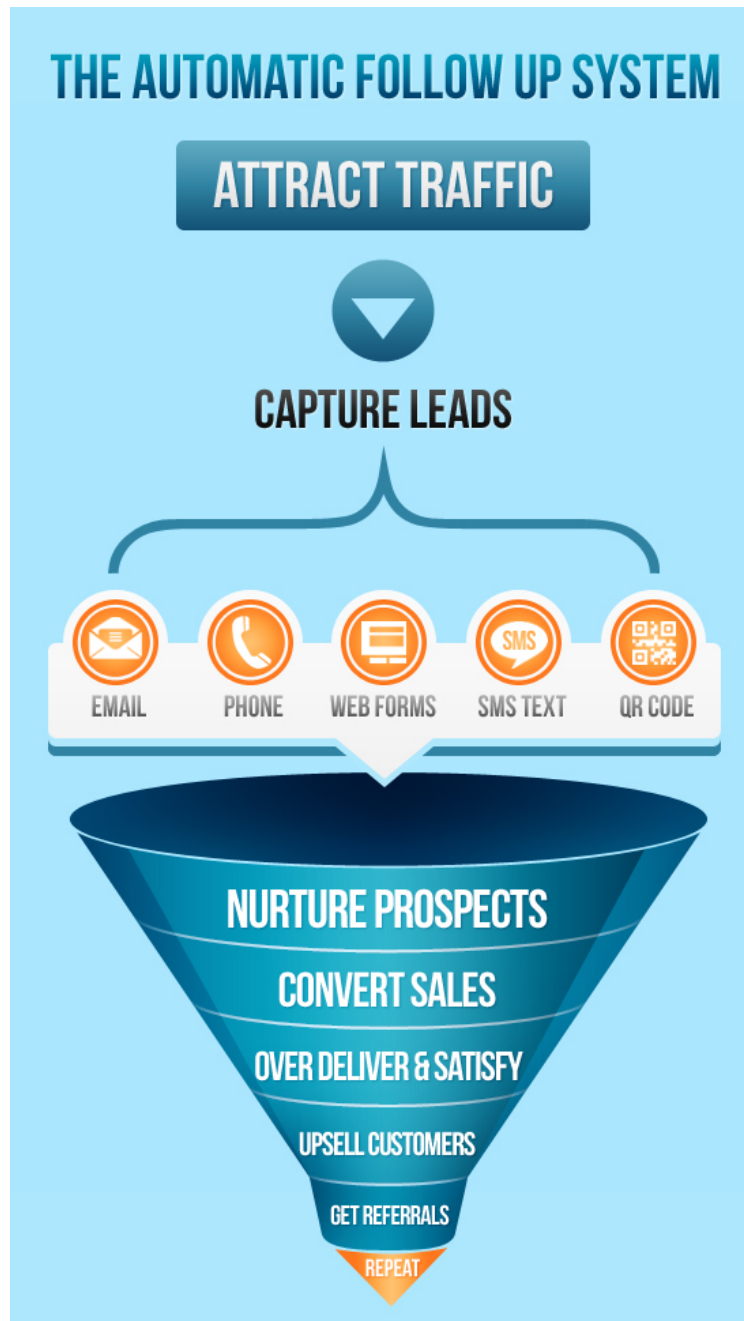 THE AUTOMATIC FOLLOW UP SYSTEM
ATTRACT TRAFFIC
CAPTURE LEADS
EMAIL
PHONE
WEB FORMS
SMS
SMS TEXT
QR CODE
NURTURE PROSPECTS
CONVERT SALES
OVER DELIVER & SATISFY
UPSELL CUSTOMERS
GET REFERRALS
REPEAT